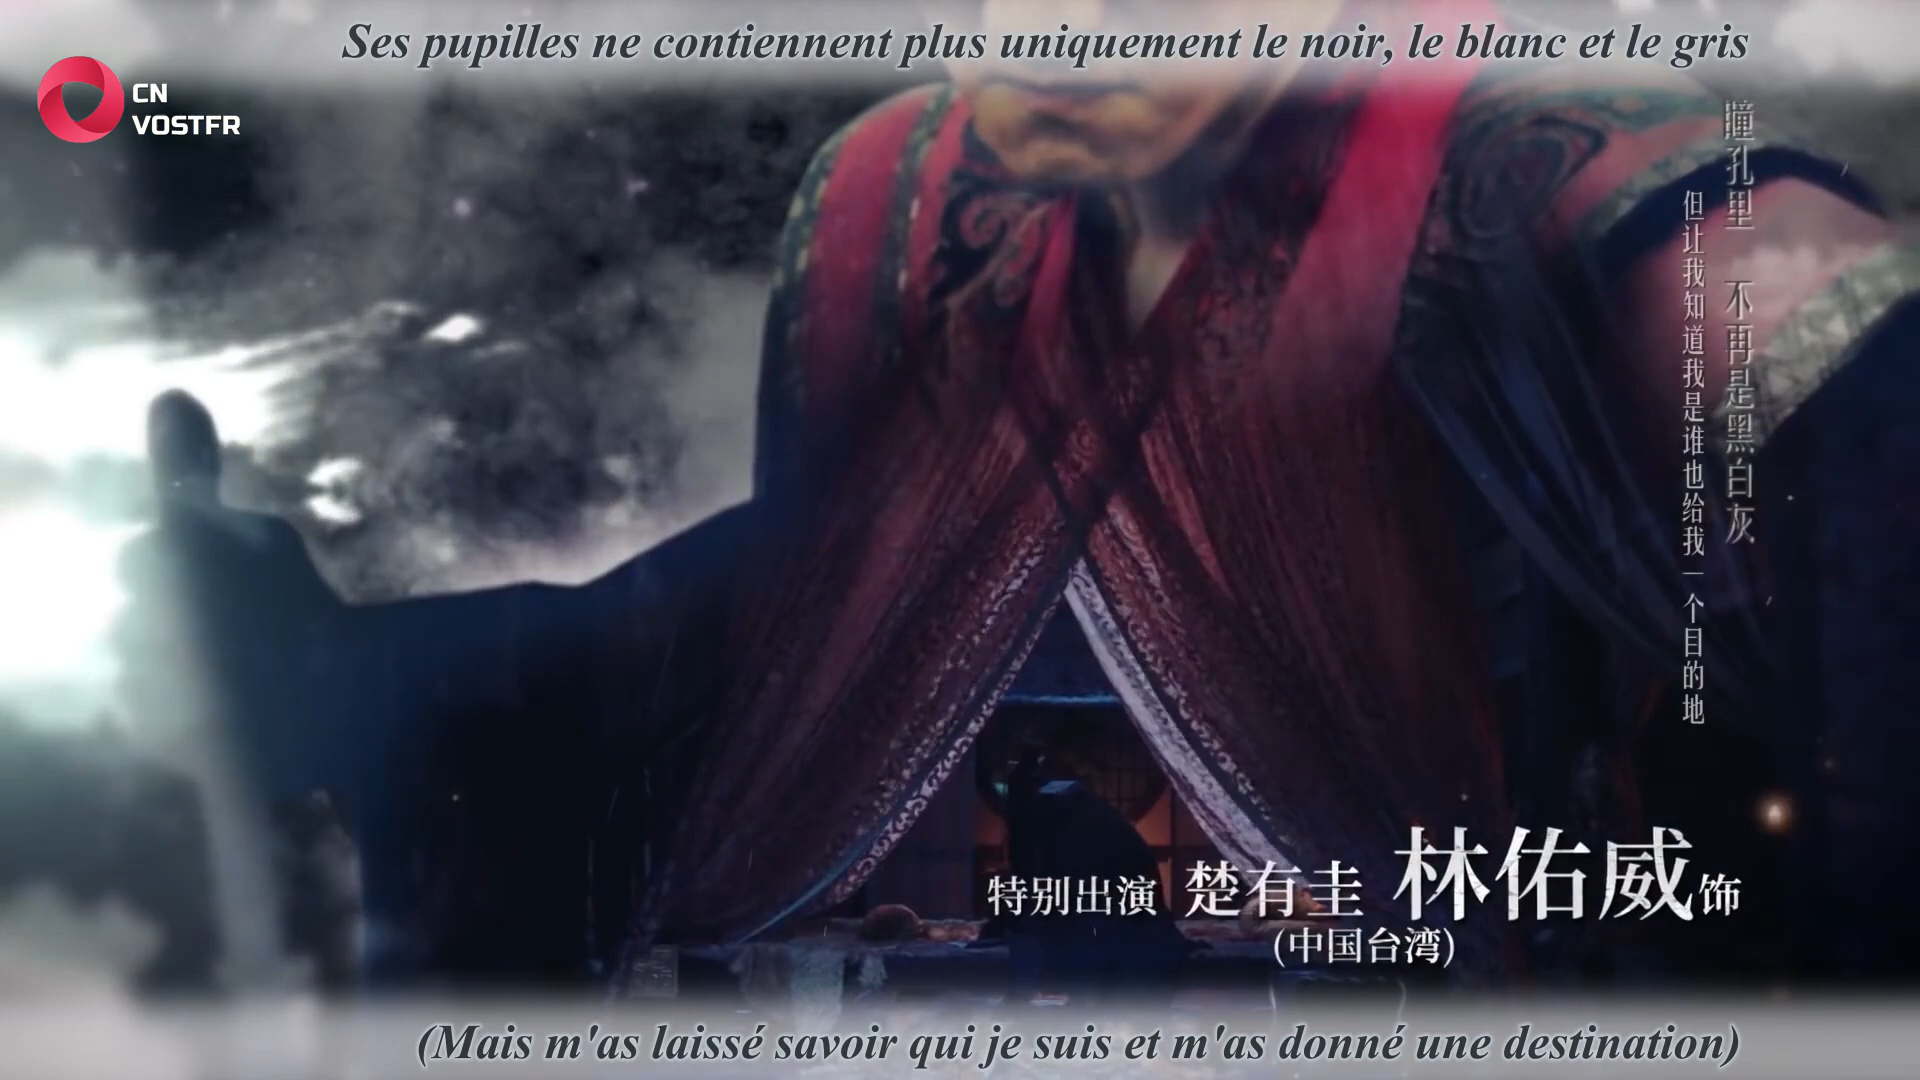 Ses pupilles ne contiennent plus uniquement le noir, le blanc et le gris
CN
VOSTFR
瞳孔里 不再是黑白灰
但让我知道我是谁也给我一个目的地
特别出演 楚有圭 林佑威饰
(中国台湾)
(Mais m'as laissé savoir qui je suis et m'as donné une destination)